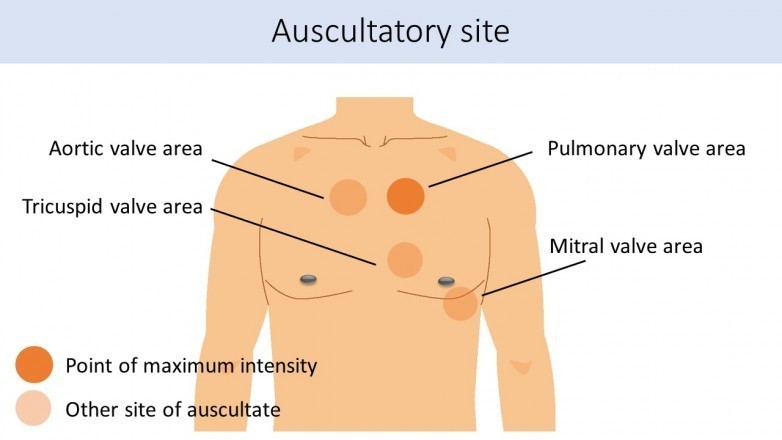 Auscultatory site
Aortic valve area
Pulmonary valve area
Tricuspid valve area
Mitral valve area
Point of maximum intensity
Other site of auscultate